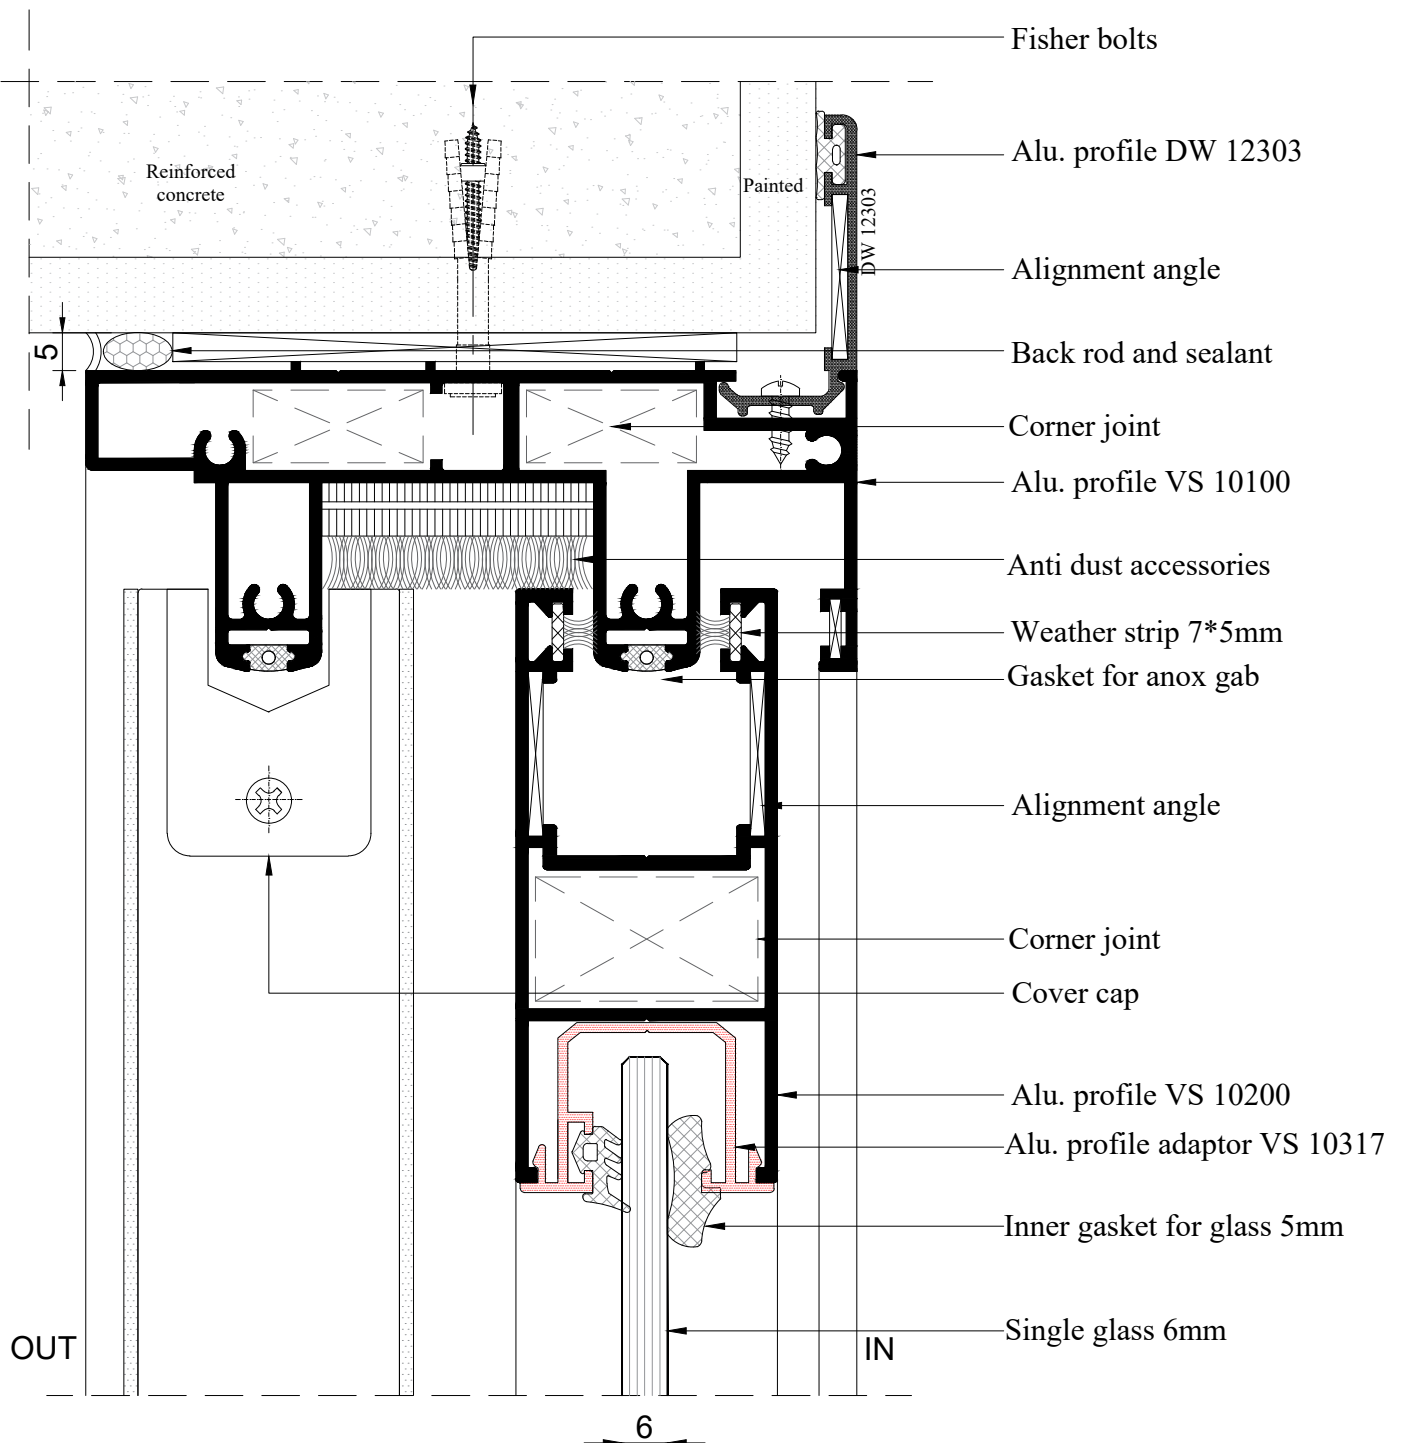 Fisher bolts
Alu. profile DW 12303
Reinforced
concrete
Painted
DW 12303
Alignment angle
5
Back rod and sealant
Corner joint
Alu. profile VS 10100
Anti dust accessories
Weather strip 7*5mm
Gasket for anox gab
Alignment angle
Corner joint
Cover cap
Alu. profile VS 10200
Alu. profile adaptor VS 10317
Inner gasket for glass 5mm
Single glass 6mm
OUT
IN
6